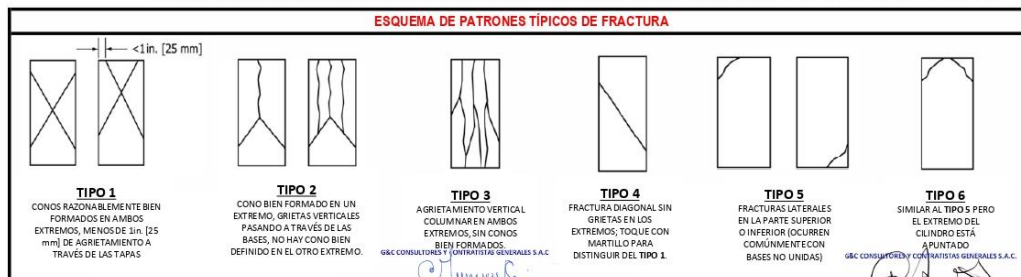 ESQUEMA DE PATRONES TÍPICOS DE FRACTURA
<1in. [25 mm]
TIPO 1
CONOS RAZONABLEMENTE BIEN
FORMADOS EN AMBOS
EXTREMOS, MENOS DE 1in. [25
mm] DE AGRIETAMIENTO A
TRAVÉS DE LAS TAPAS
TIPO 2
CONO BIEN FORMADO EN UN
EXTREMO, GRIETAS VERTICALES
PASANDO A TRAVÉS DE LAS
BASES, NO HAY CONO BIEN
DEFINIDO EN EL OTRO EXTREMO.
TIPO 3
AGRIETAMIENTO VERTICAL
COLUMNAR EN AMBOS
EXTREMOS, SIN CONOS
BIEN FORMADOS.
G&C CONSULTORES Y CONTRATISTAS GENERALES S.A.C
TIPO 4
FRACTURA DIAGONAL SIN
GRIETAS EN LOS
EXTREMOS; TOQUE CON
MARTILLO PARA
DISTINGUIR DEL TIPO 1.
TIPO 5
FRACTURAS LATERALES
EN LA PARTE SUPERIOR
O INFERIOR (OCURREN
COMÚNMENTE CON
BASES NO UNIDAS)
TIPO 6
SIMILAR AL TIPO 5 PERO
EL EXTREMO DEL
CILINDRO ESTÁ
APUNTADO
G&C CONSULTORES Y CONTRATISTAS GENERALES S.A.C.